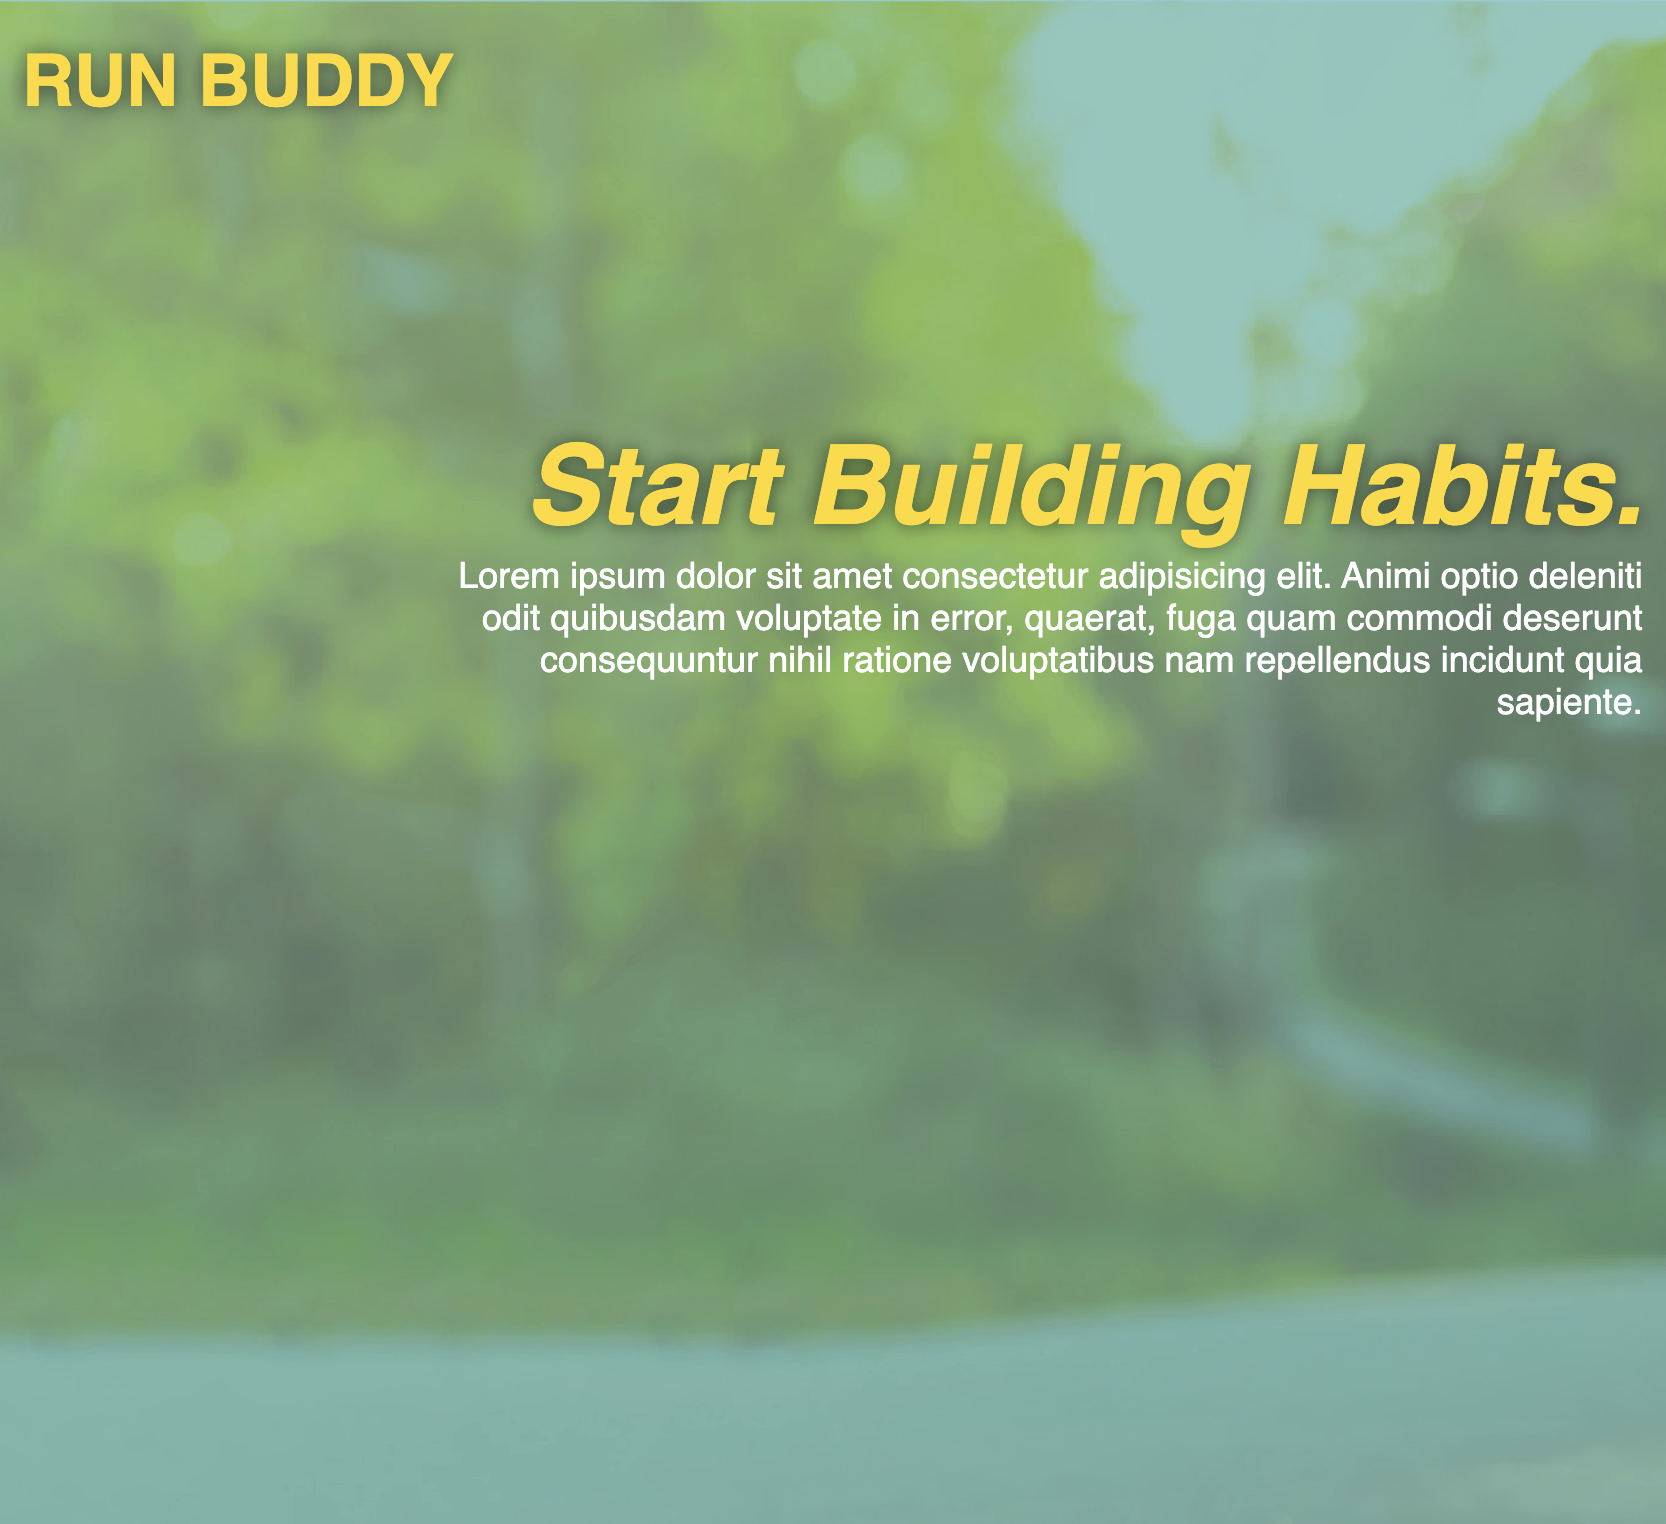 RUN BUDDY
Start Building Habits.
Lorem ipsum dolor sit amet consectetur adipisicing elit. Animi optio deleniti
odit quibusdam voluptate in error, quaerat, fuga quam commodi deserunt
consequuntur nihil ratione voluptatibus nam repellendus incidunt quia
sapiente.